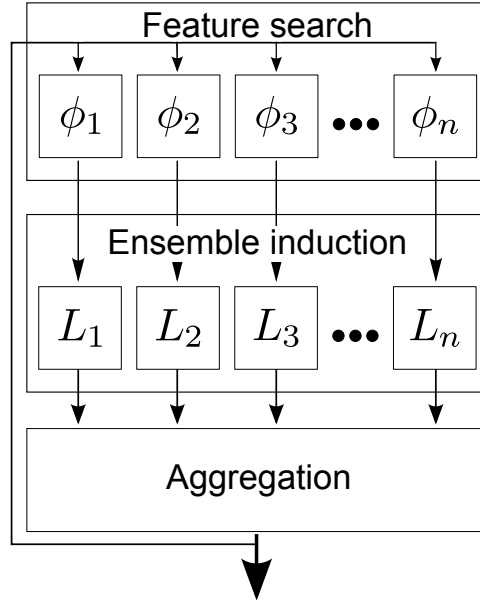 Feature search
ϕ₁ ϕ₂ ϕ₃ ••• ϕₙ
Ensemble induction
L₁ L₂ L₃ ••• Lₙ
Aggregation